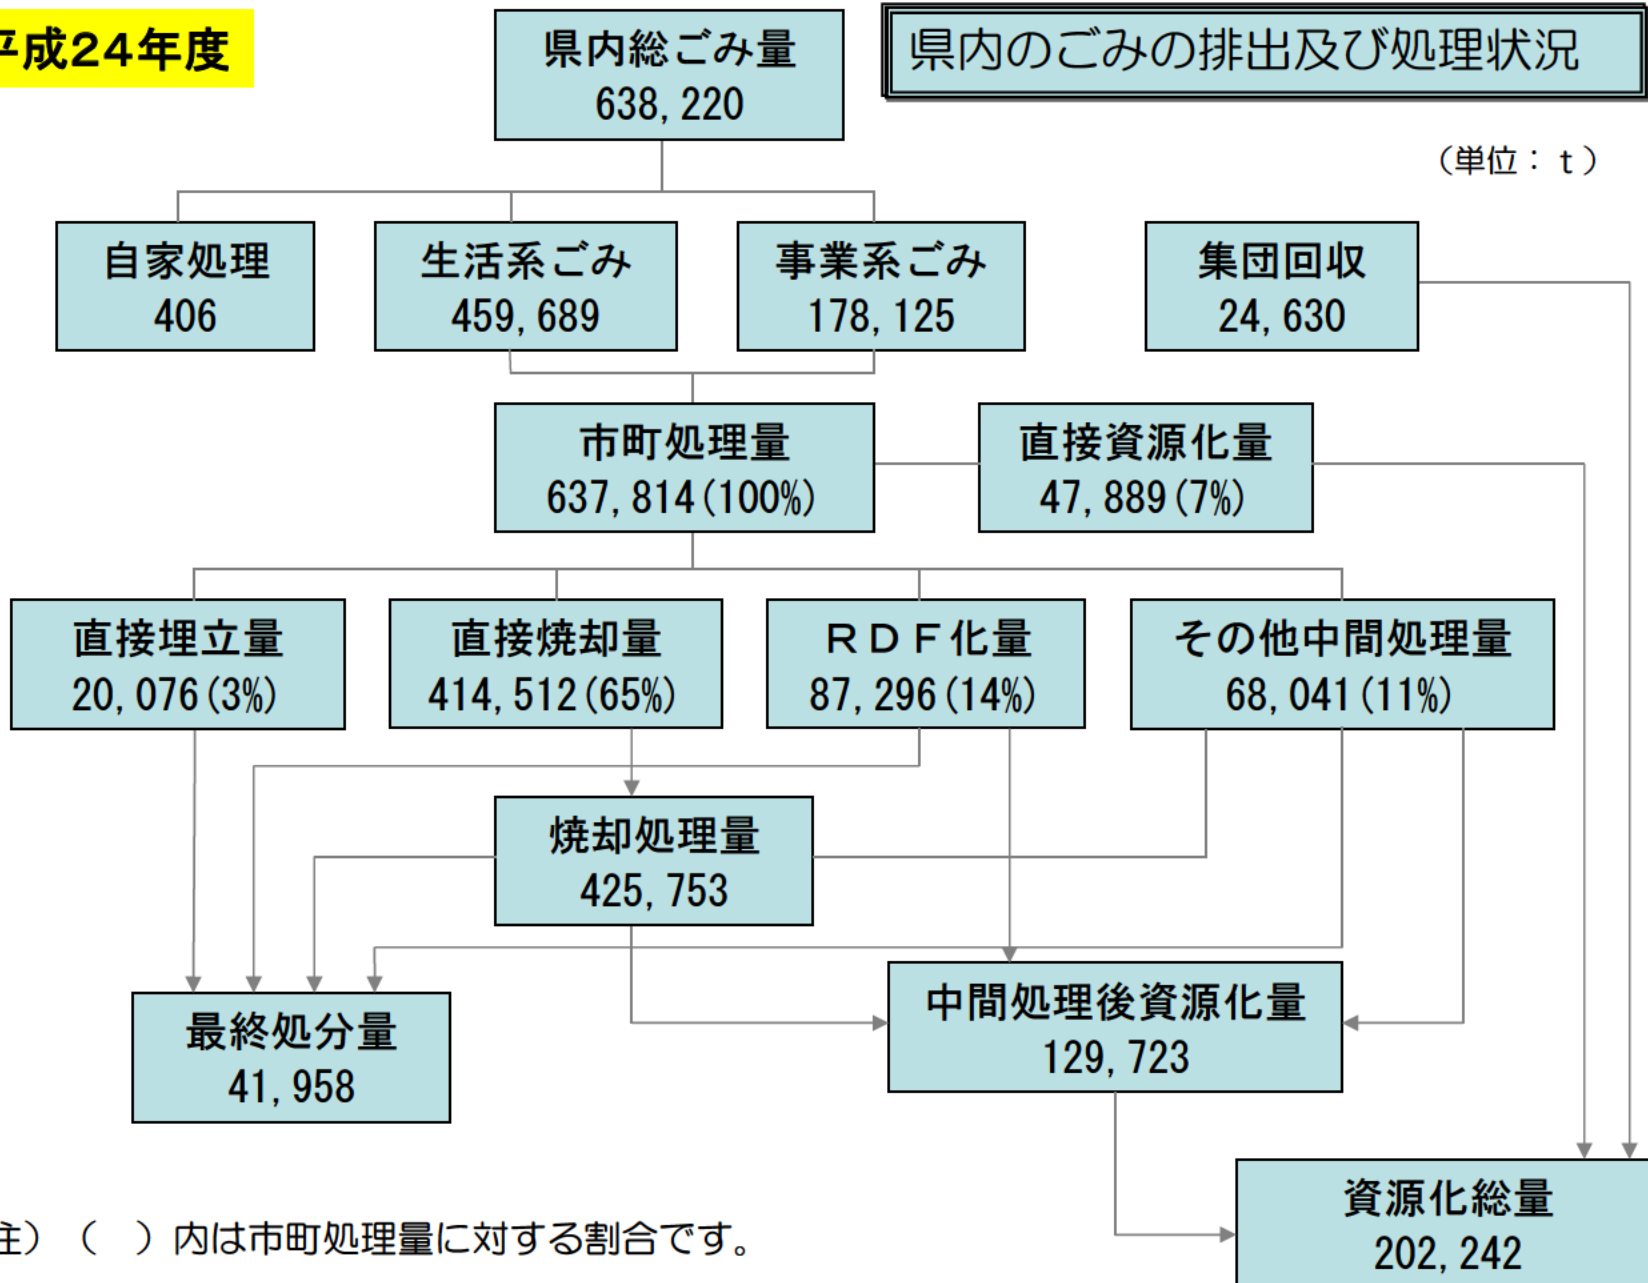 平成24年度
県内のごみの排出及び処理状況
(単位：t)
県内総ごみ量
638,220
自家処理
406
生活系ごみ
459,689
事業系ごみ
178,125
集団回収
24,630
市町処理量
637,814(100%)
直接資源化量
47,889(7%)
直接埋立量
20,076(3%)
直接焼却量
414,512(65%)
RDF化量
87,296(14%)
その他中間処理量
68,041(11%)
焼却処理量
425,753
最終処分量
41,958
中間処理後資源化量
129,723
資源化総量
202,242
注）（　）内は市町処理量に対する割合です。